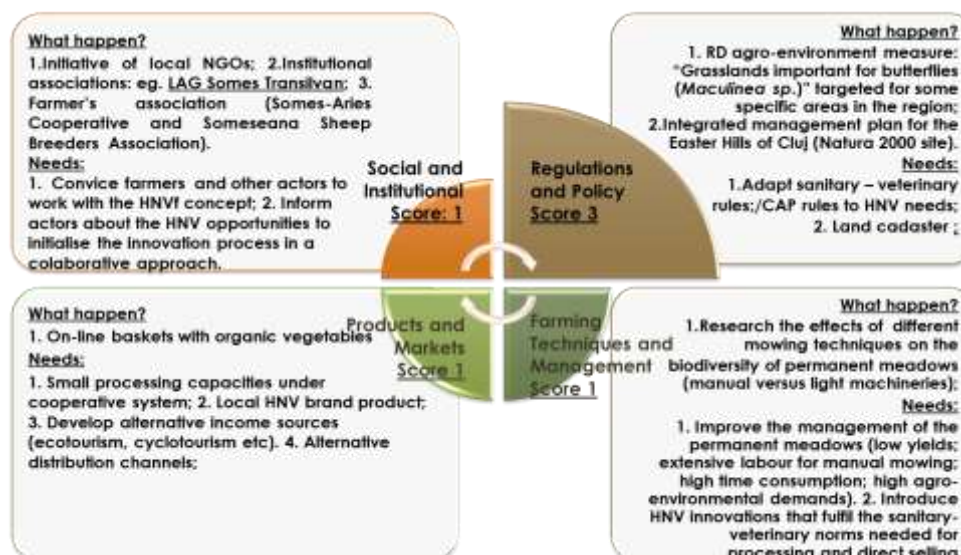 What happen?
1.Initiative of local NGOs; 2.Institutional
associations: eg. LAG Somes Transilvan; 3.
Farmer's association (Somes-Aries
Cooperative and Someseana Sheep
Breeders Association).
Needs:
1. Convice farmers and other actors to
work with the HNVf concept; 2. Inform
actors about the HNV opportunities to
initialise the innovation process in a
colaborative approach.
Social and
Institutional
Score: 1
Regulations
and Policy
Score 3
What happen?
1. RD agro-environment measure:
"Grasslands important for butterflies
(Maculinea sp.)" targeted for some
specific areas in the region;
2.Integrated management plan for the
Easter Hills of Cluj (Natura 2000 site).
Needs:
1.Adapt sanitary – veterinary
rules;/CAP rules to HNV needs;
2. Land cadaster ;
What happen?
1. On-line baskets with organic vegetables
Needs:
1. Small processing capacities under
cooperative system; 2. Local HNV brand product;
3. Develop alternative income sources
(ecotourism, cyclotourism etc). 4. Alternative
distribution channels;
Products and
Markets
Score 1
Farming
Techniques and
Management
Score 1
What happen?
1.Research the effects of different
mowing techniques on the
biodiversity of permanent meadows
(manual versus light machineries);
Needs:
1. Improve the management of the
permanent meadows (low yields;
extensive labour for manual mowing;
high time consumption; high agro-
environmental demands). 2. Introduce
HNV innovations that fulfil the sanitary-
veterinary norms needed for
processing and direct selling